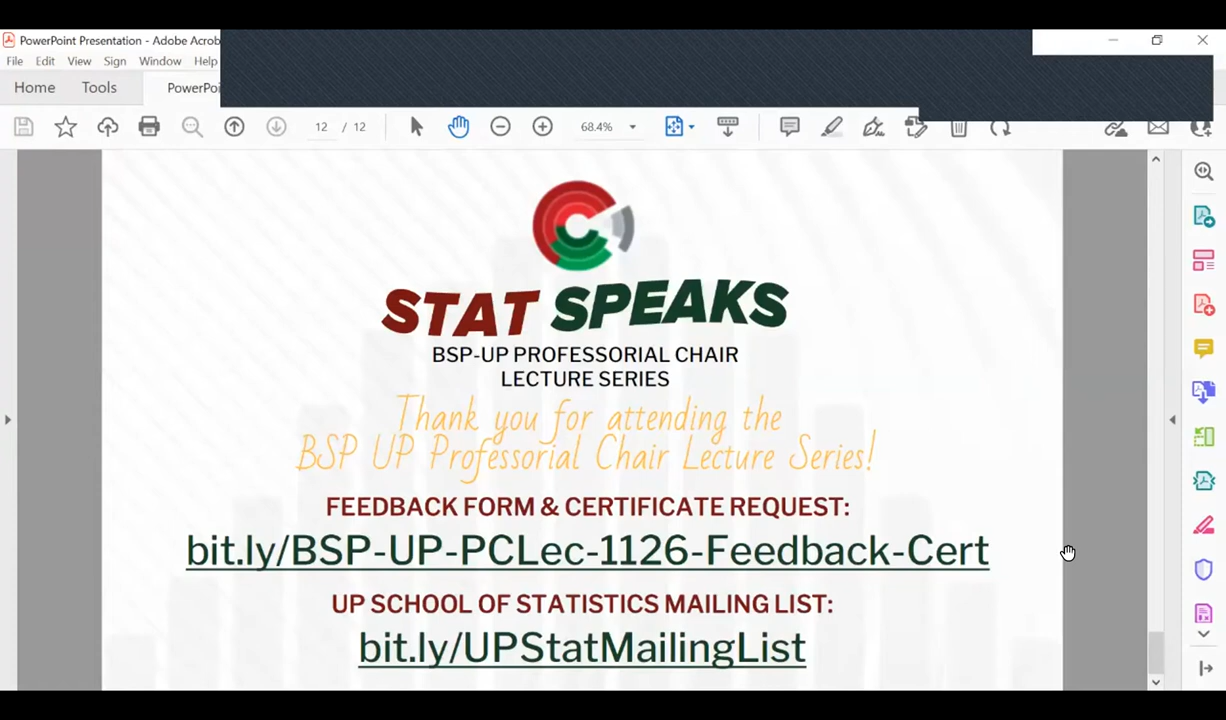 PowerPoint Presentation - Adobe Acrob
File Edit View Sign Window Help
Home Tools PowerPoi
12 / 12 68.4%
STAT SPEAKS
BSP-UP PROFESSORIAL CHAIR
LECTURE SERIES
Thank you for attending the
BSP UP Professorial Chair Lecture Series!
FEEDBACK FORM & CERTIFICATE REQUEST:
bit.ly/BSP-UP-PCLec-1126-Feedback-Cert
UP SCHOOL OF STATISTICS MAILING LIST:
bit.ly/UPStatMailingList